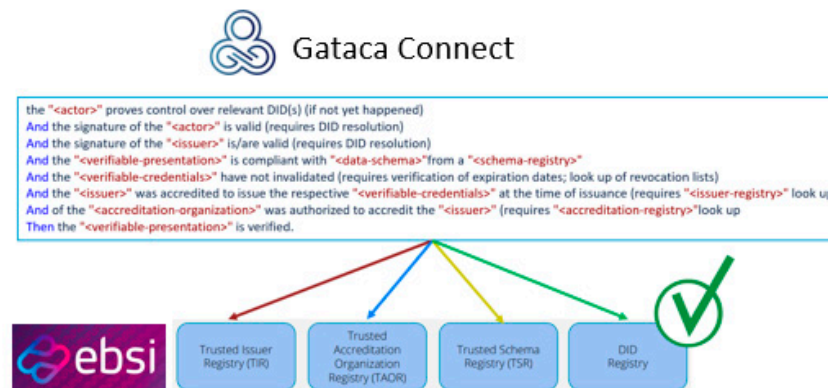 Gataca Connect
the "<actor>" proves control over relevant DID(s) (if not yet happened)
And the signature of the "<actor>" is valid (requires DID resolution)
And the signature of the "<issuer>" is/are valid (requires DID resolution)
And the "<verifiable-presentation>" is compliant with "<data-schema>"from a "<schema-registry>"
And the "<verifiable-credentials>" have not invalidated (requires verification of expiration dates; look up of revocation lists)
And the "<issuer>" was accredited to issue the respective "<verifiable-credentials>" at the time of issuance (requires "<issuer-registry>" look up
And of the "<accreditation-organization>" was authorized to accredit the "<issuer>" (requires "<accreditation-registry>"look up
Then the "<verifiable-presentation>" is verified.
ebsi
Trusted Issuer
Registry (TIR)
Trusted
Accreditation
Organization
Registry (TAOR)
Trusted Schema
Registry (TSR)
DID
Registry